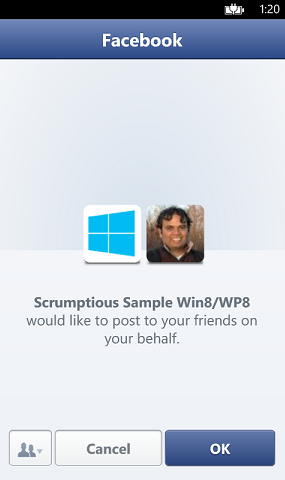 1:20
Facebook
Scrumptious Sample Win8/WP8
would like to post to your friends on
your behalf.
Cancel
OK